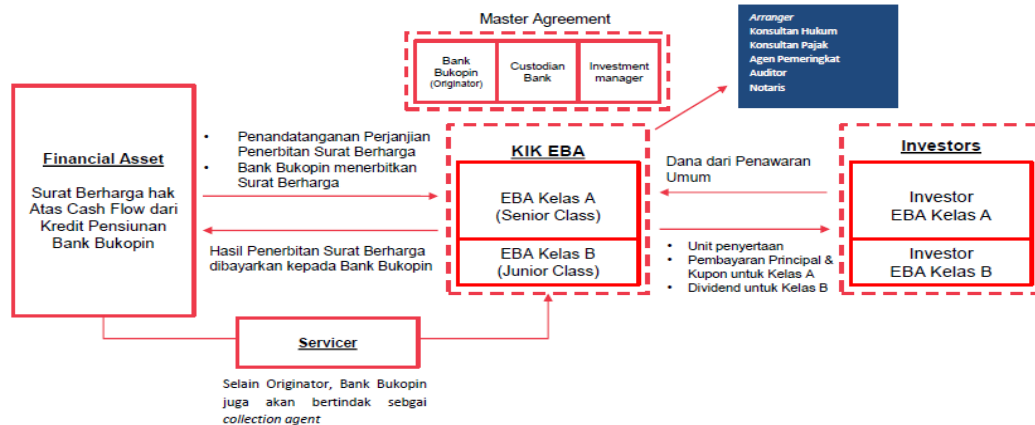 Master Agreement
Bank
Bukopin
(Originator)
Custodian
Bank
Investment
manager
Arranger
Konsultan Hukum
Konsultan Pajak
Agen Pemeringkat
Auditor
Notaris
Financial Asset
Surat Berharga hak
Atas Cash Flow dari
Kredit Pensiunan
Bank Bukopin
• Penandatanganan Perjanjian
Penerbitan Surat Berharga
• Bank Bukopin menerbitkan
Surat Berharga
Hasil Penerbitan Surat Berharga
dibayarkan kepada Bank Bukopin
KIK EBA
EBA Kelas A
(Senior Class)
EBA Kelas B
(Junior Class)
Dana dari Penawaran
Umum
• Unit penyertaan
• Pembayaran Principal &
Kupon untuk Kelas A
• Dividend untuk Kelas B
Investors
Investor
EBA Kelas A
Investor
EBA Kelas B
Servicer
Selain Originator, Bank Bukopin
juga akan bertindak sebgai
collection agent